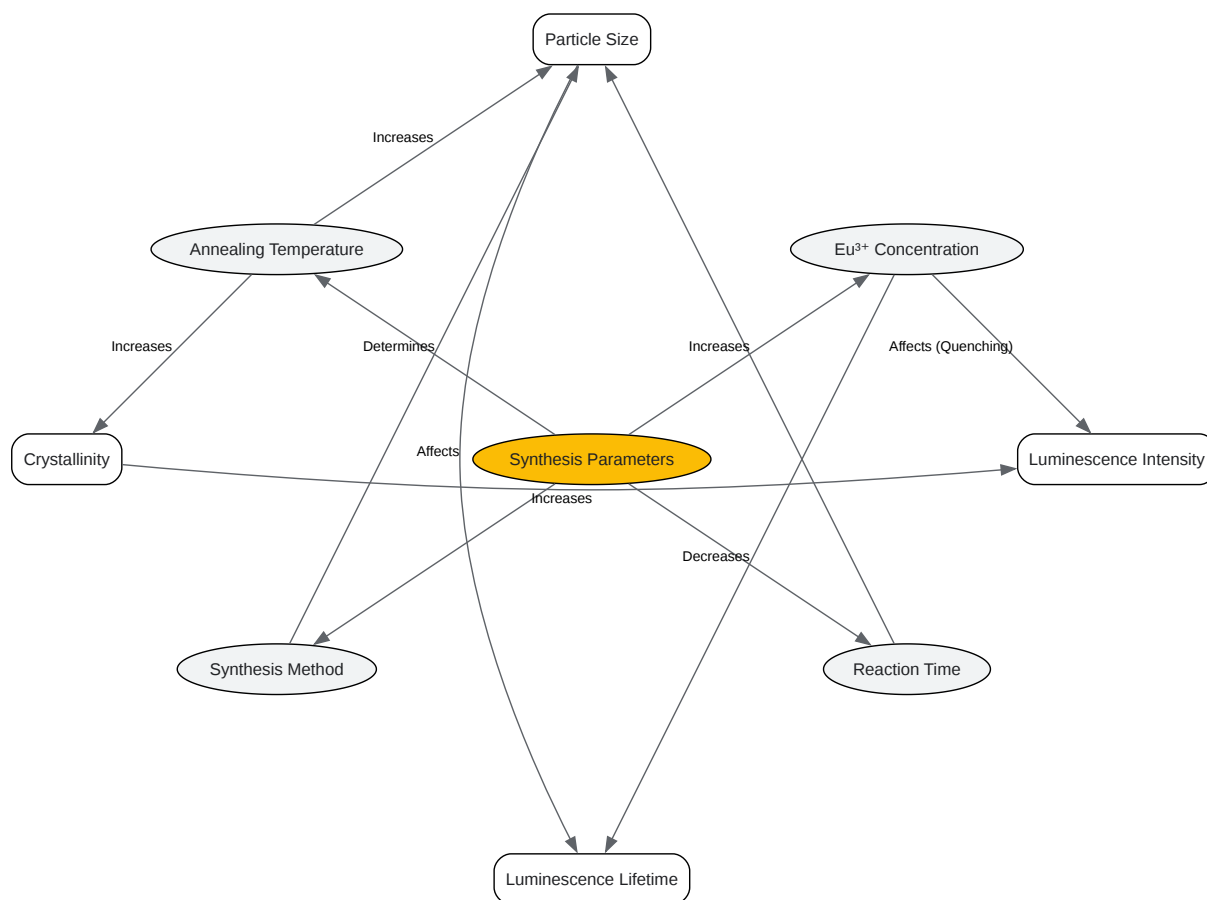 Particle Size
Increases
Annealing Temperature
Eu³⁺ Concentration
Increases
Determines
Increases
Affects (Quenching)
Crystallinity
Affects
Synthesis Parameters
Luminescence Intensity
Increases
Decreases
Synthesis Method
Reaction Time
Luminescence Lifetime